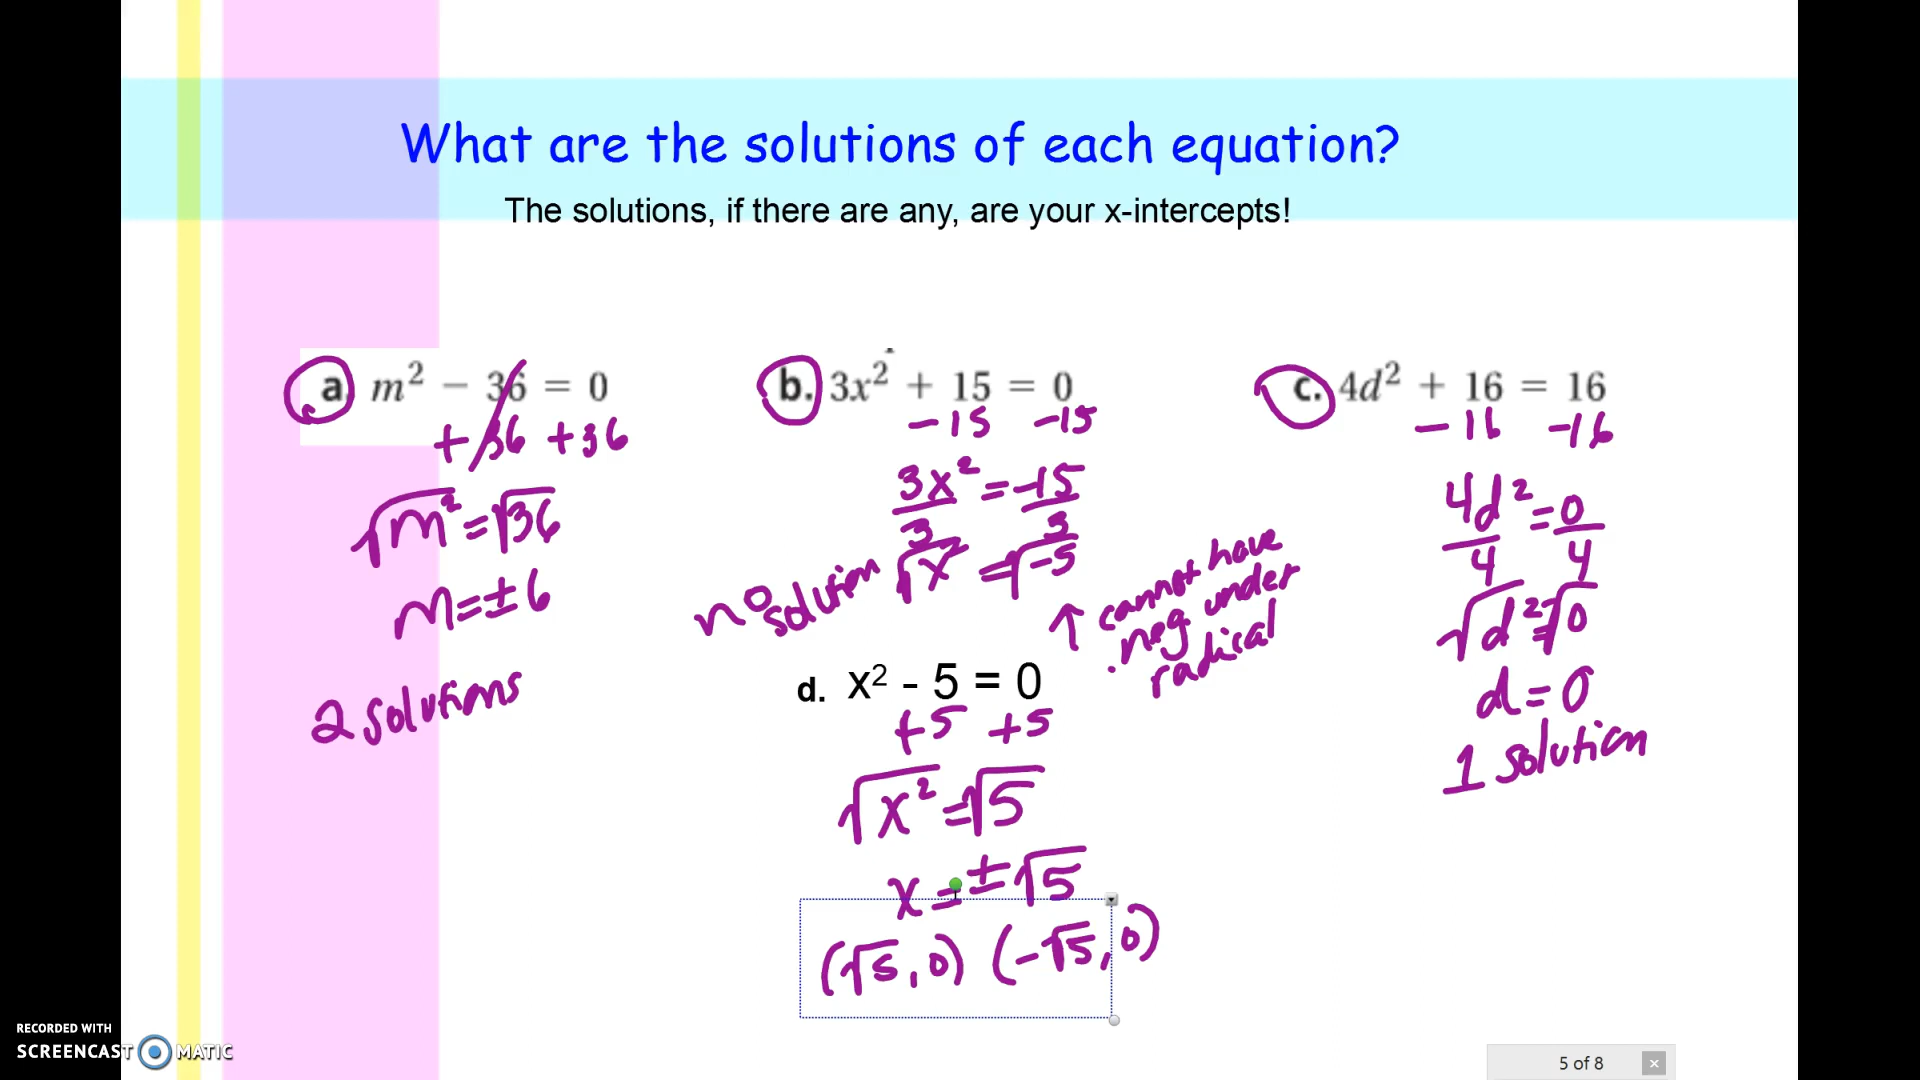 What are the solutions of each equation?
The solutions, if there are any, are your x-intercepts!
a. m² − 36 = 0
+36 +36
√m² = √36
m = ± 6
2 solutions
b. 3x² + 15 = 0
−15 −15
3x² = −15
3 3
√x² = √−5
no solution
↑ cannot have
neg under
radical
c. 4d² + 16 = 16
−16 −16
4d² = 0
4 4
√d² = √0
d = 0
1 solution
d. x² - 5 = 0
+5 +5
√x² = √5
x = ± √5
(√5, 0) (−√5, 0)
RECORDED WITH
SCREENCAST MATIC
5 of 8